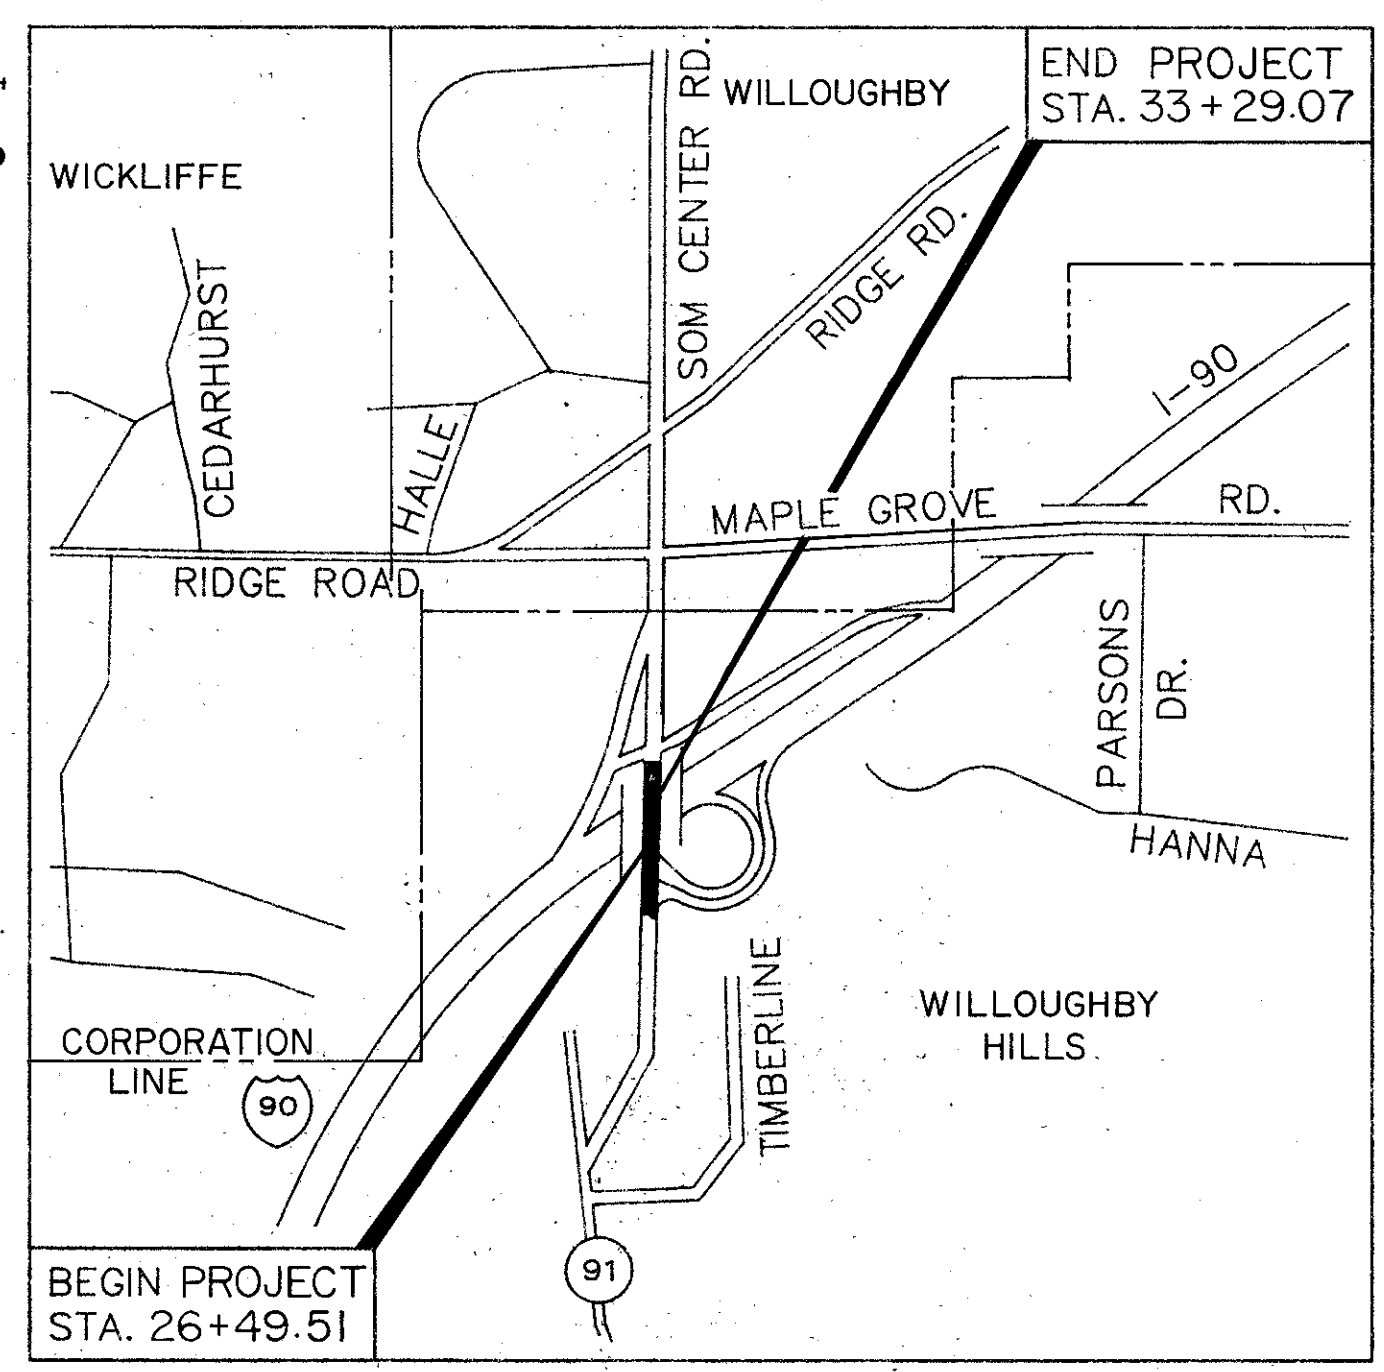 END PROJECT
STA. 33+29.07
WILLOUGHBY
SOM CENTER RD.
WICKLIFFE
RIDGE RD.
CEDARHURST
I-90
HALLE
MAPLE GROVE RD.
RIDGE ROAD
PARSONS
DR.
HANNA
TIMBERLINE
WILLOUGHBY
HILLS
CORPORATION
LINE
90
91
BEGIN PROJECT
STA. 26+49.51